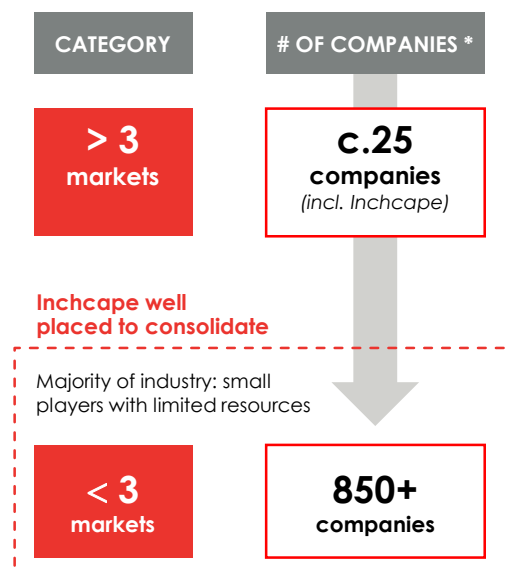 CATEGORY
# OF COMPANIES *
> 3
markets
c.25
companies
(incl. Inchcape)
Inchcape well
placed to consolidate
Majority of industry: small
players with limited resources
< 3
markets
850+
companies